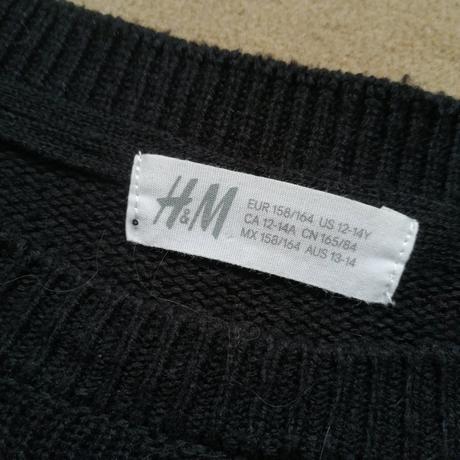 H&M
EUR 158/164 US 12-14Y
CA 12-14A CN 165/84
MX 158/164 AUS 13-14